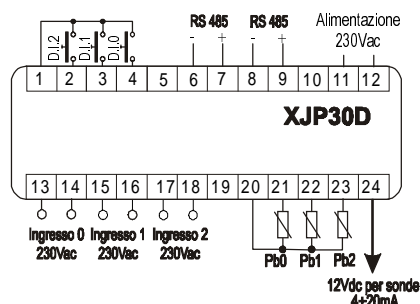 RS 485 RS 485
Alimentazione
230Vac
- + - +
D.I.2 D.I.1 D.I.0
1 2 3 4 5 6 7 8 9 10 11 12
XJP30D
13 14 15 16 17 18 19 20 21 22 23 24
Ingresso 0 Ingresso 1 Ingresso 2
230Vac 230Vac 230Vac
Pb0 Pb1 Pb2
12Vdc per sonde
4÷20mA